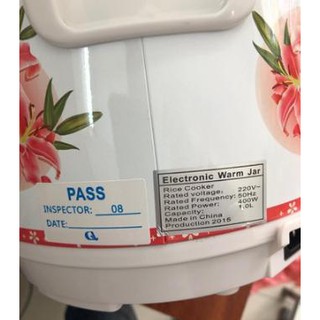 PASS
INSPECTOR: 08
DATE:
Q
Electronic Warm Jar
Rice Cooker
Rated voltage: 220V~
Rated Frequency: 50Hz
Rated Power: 400W
Capacity: 1.0L
Made in China
Production 2015